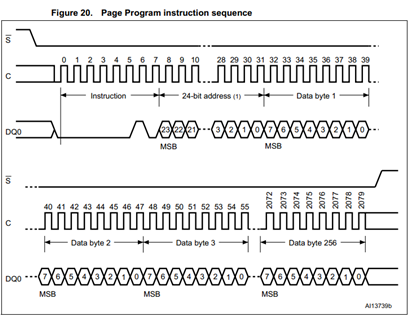 Figure 20. Page Program instruction sequence
S
C
0 1 2 3 4 5 6 7 8 9 10 28 29 30 31 32 33 34 35 36 37 38 39
Instruction 24-bit address (1) Data byte 1
DQ0
23 22 21 3 2 1 0 7 6 5 4 3 2 1 0
MSB MSB
S
C
40 41 42 43 44 45 46 47 48 49 50 51 52 53 54 55 2072 2073 2074 2075 2076 2077 2078 2079
Data byte 2 Data byte 3 Data byte 256
DQ0
7 6 5 4 3 2 1 0 7 6 5 4 3 2 1 0 7 6 5 4 3 2 1 0
MSB MSB MSB
AI13739b